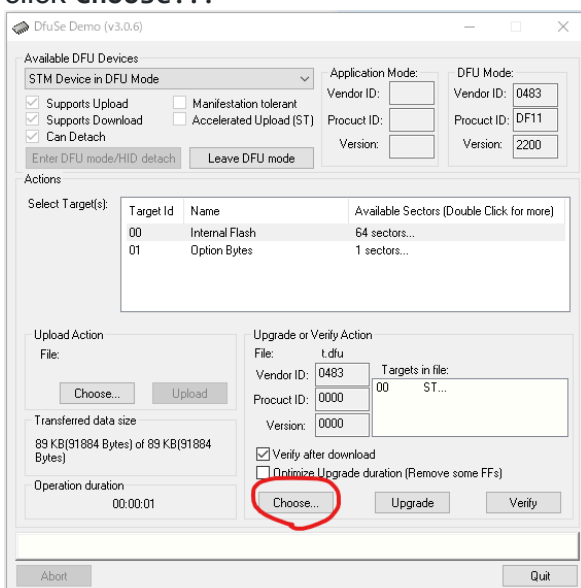 click Choose...
DfuSe Demo (v3.0.6)
Available DFU Devices
STM Device in DFU Mode
Supports Upload
Manifestation tolerant
Supports Download
Accelerated Upload (ST)
Can Detach
Enter DFU mode/HID detach
Leave DFU mode
Application Mode:
Vendor ID:
Procuct ID:
Version:
DFU Mode:
Vendor ID: 0483
Procuct ID: DF11
Version: 2200
Actions
Select Target(s):
Target Id Name Available Sectors (Double Click for more)
00 Internal Flash 64 sectors...
01 Option Bytes 1 sectors...
Upload Action
File:
Choose... Upload
Transferred data size
89 KB(91884 Bytes) of 89 KB(91884
Bytes)
Operation duration
00:00:01
Upgrade or Verify Action
File: t.dfu
Vendor ID: 0483
Procuct ID: 0000
Version: 0000
Targets in file:
00 ST...
Verify after download
Optimize Upgrade duration (Remove some FFs)
Choose... Upgrade Verify
Abort Quit